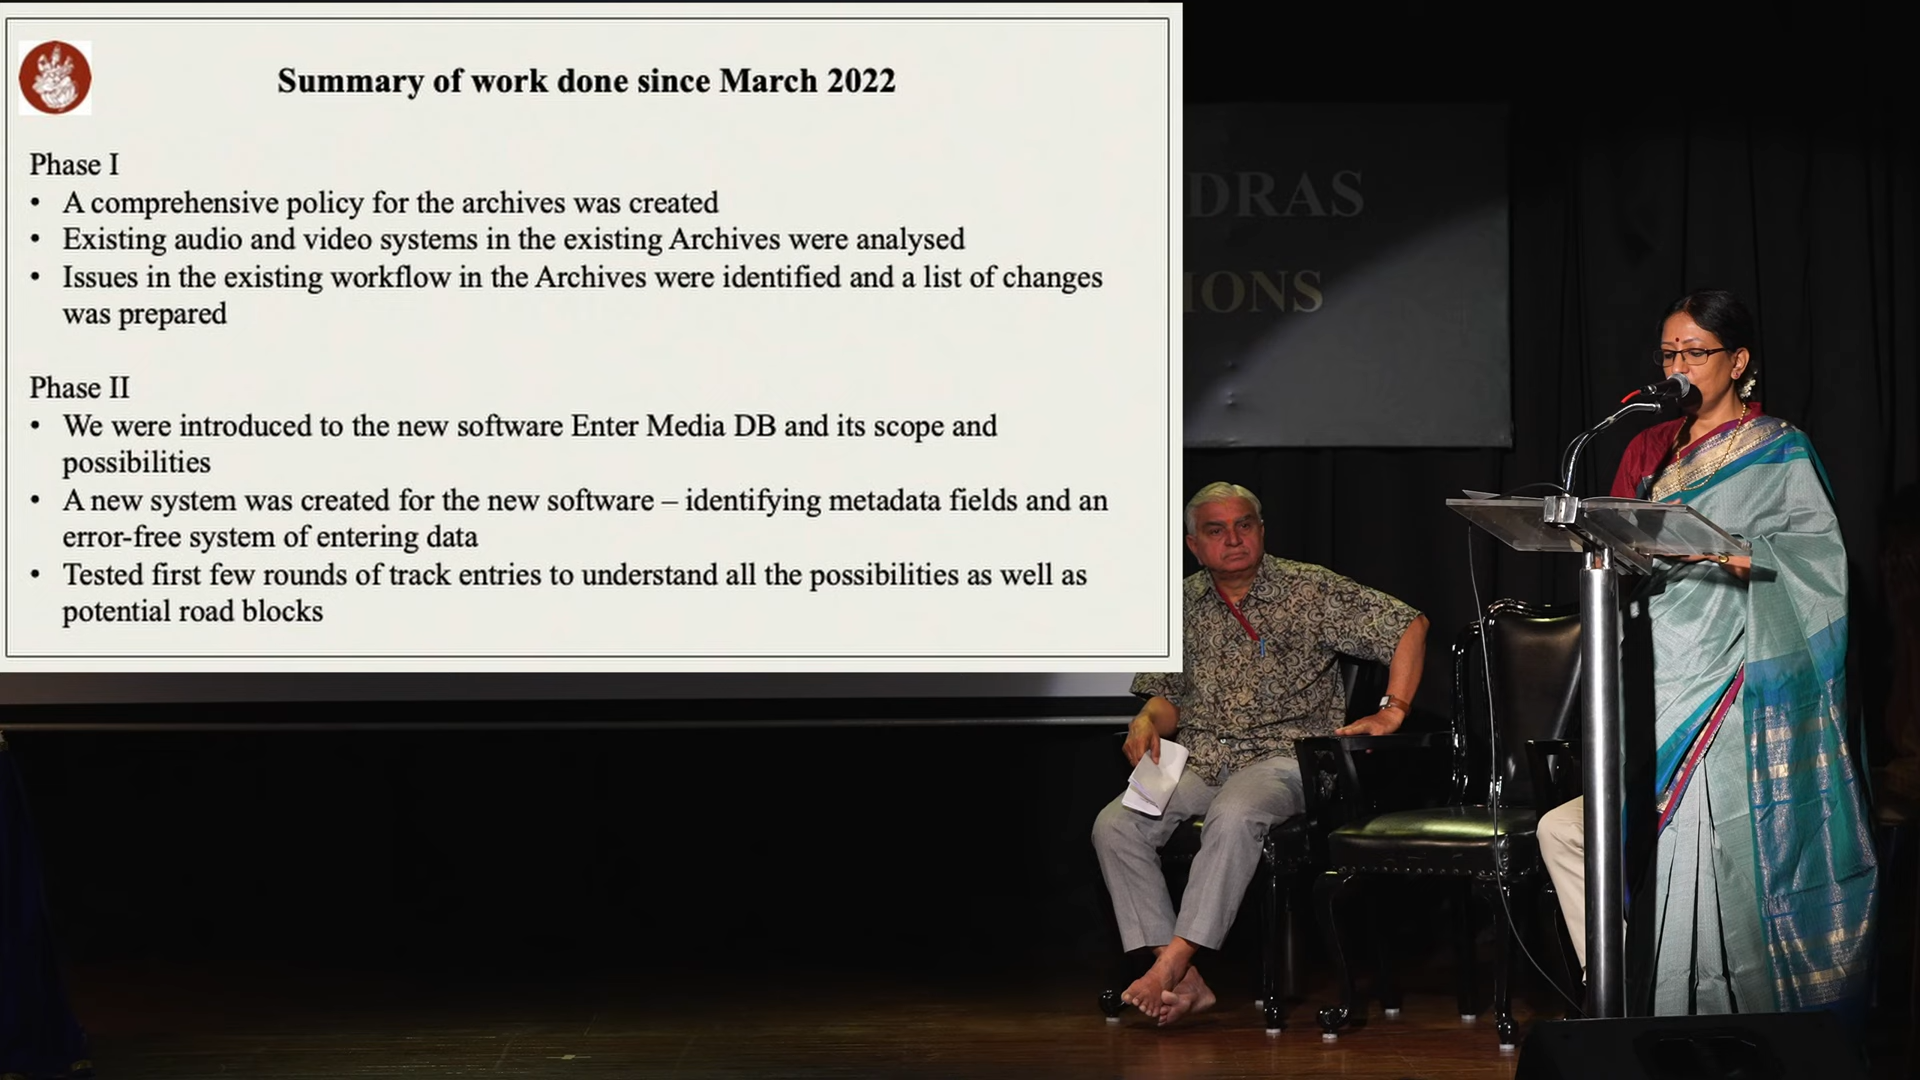 Summary of work done since March 2022
Phase I
• A comprehensive policy for the archives was created
• Existing audio and video systems in the existing Archives were analysed
• Issues in the existing workflow in the Archives were identified and a list of changes
was prepared
Phase II
• We were introduced to the new software Enter Media DB and its scope and
possibilities
• A new system was created for the new software – identifying metadata fields and an
error-free system of entering data
• Tested first few rounds of track entries to understand all the possibilities as well as
potential road blocks
DRAS
IONS